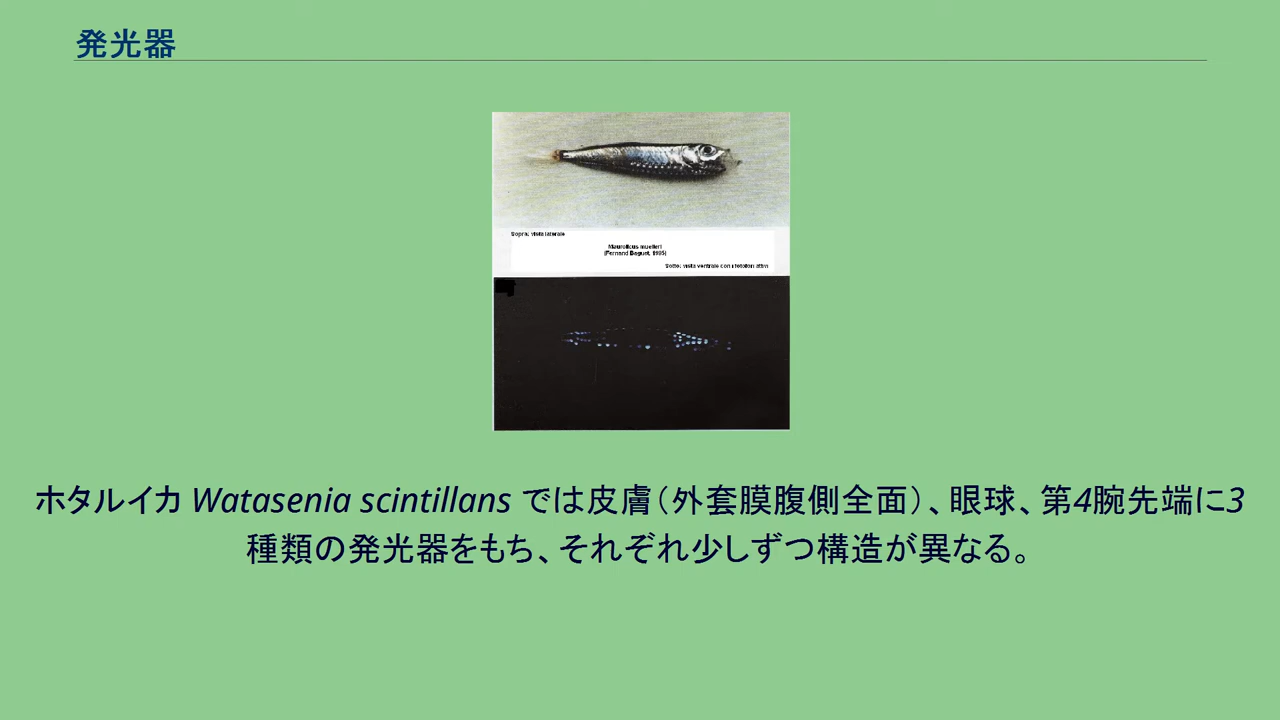 発光器
Sopra: vista laterale
Maurolicus muelleri
(Fernand Baguet, 1995)
Sotto: vista ventrale con i fotofori attivi
ホタルイカ Watasenia scintillans では皮膚（外套膜腹側全面）、眼球、第4腕先端に3
種類の発光器をもち、それぞれ少しずつ構造が異なる。